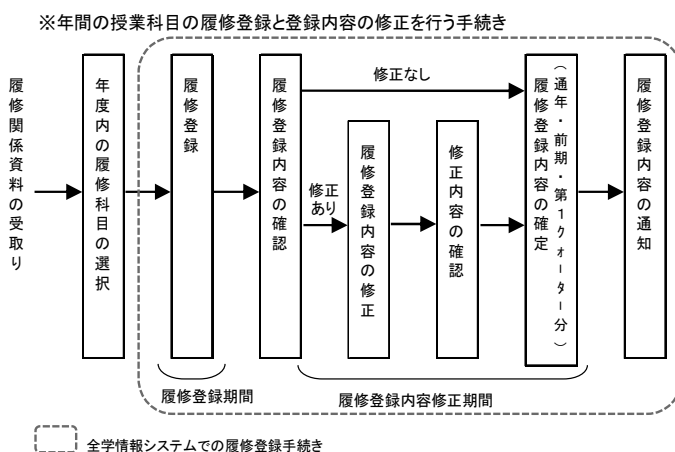 ※年間の授業科目の履修登録と登録内容の修正を行う手続き
履修関係資料の受取り
年度内の履修科目の選択
履修登録
履修登録内容の確認
修正なし
修正
あり
履修登録内容の修正
修正内容の確認
履修登録内容の確定
（通年・前期・第1クォーター分）
履修登録内容の通知
履修登録期間
履修登録内容修正期間
全学情報システムでの履修登録手続き